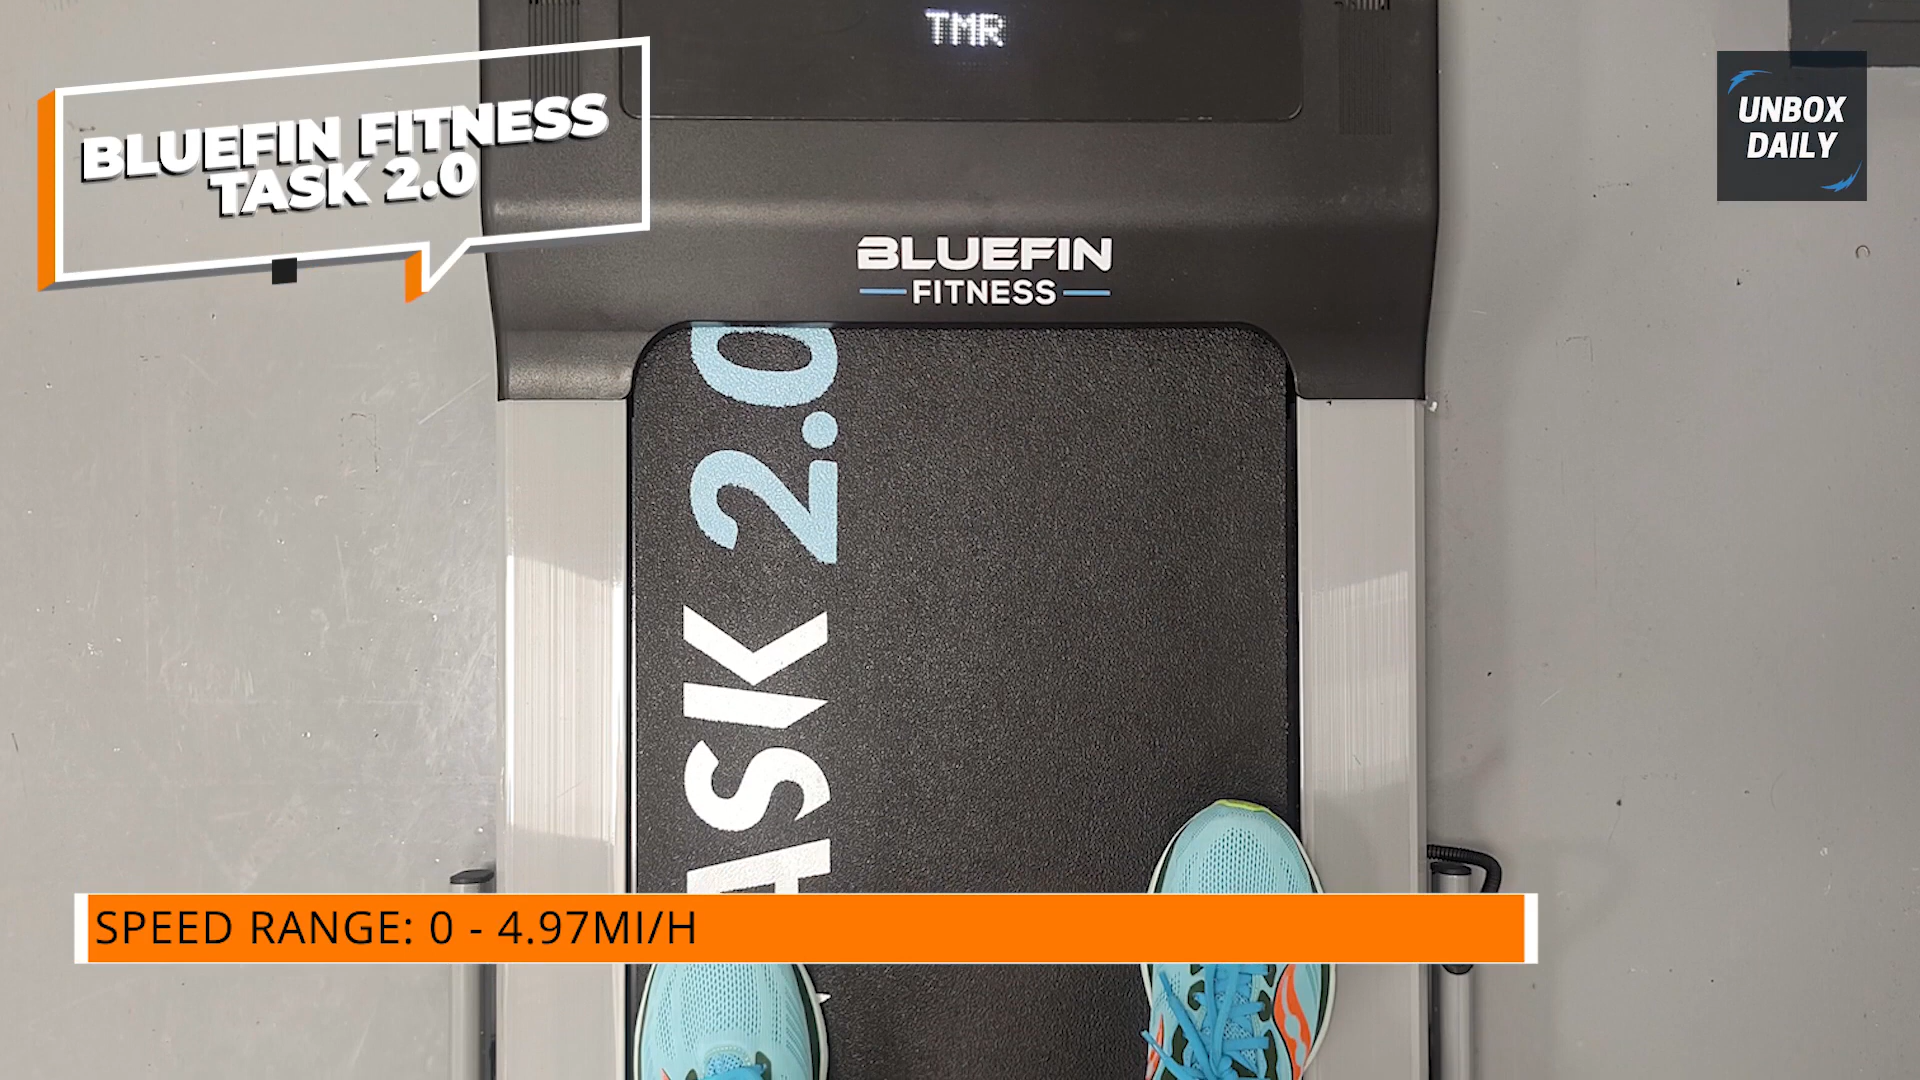 TMR
BLUEFIN FITNESS
TASK 2.0
UNBOX
DAILY
BLUEFIN
FITNESS
ASK 2.0
SPEED RANGE: 0 - 4.97MI/H